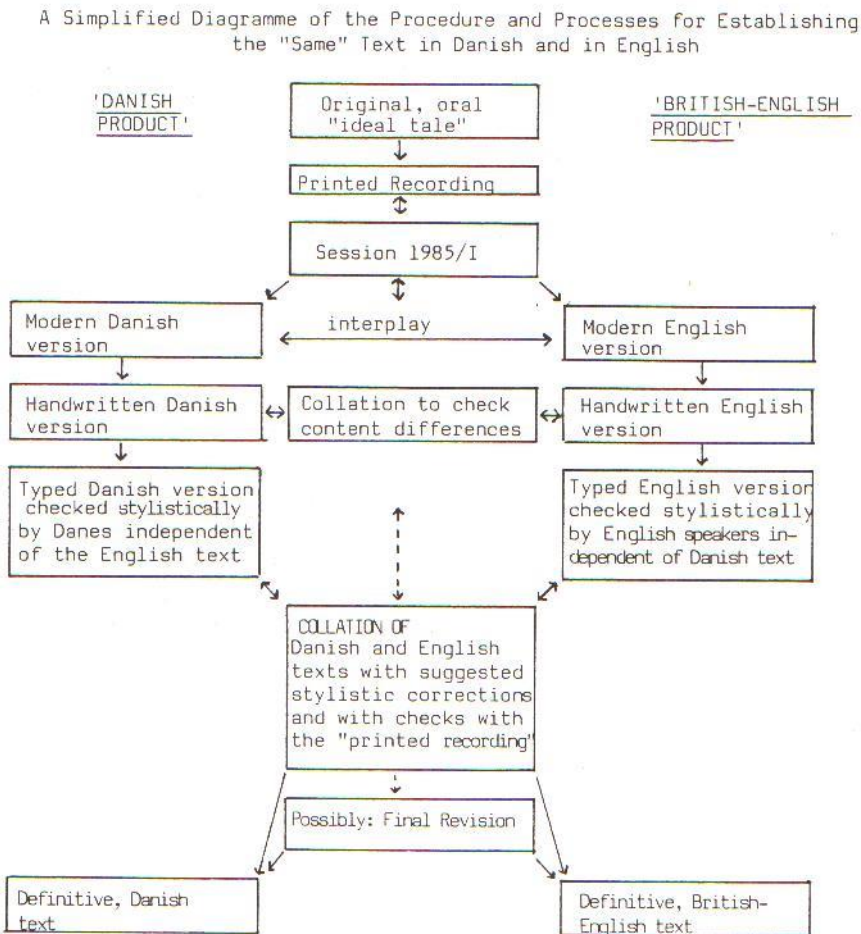 A Simplified Diagramme of the Procedure and Processes for Establishing
the "Same" Text in Danish and in English
'DANISH
PRODUCT'
Original, oral
"ideal tale"
'BRITISH-ENGLISH
PRODUCT'
Printed Recording
Session 1985/I
Modern Danish
version
interplay
Modern English
version
Handwritten Danish
version
Collation to check
content differences
Handwritten English
version
Typed Danish version
checked stylistically
by Danes independent
of the English text
Typed English version
checked stylistically
by English speakers in-
dependent of Danish text
COLLATION OF
Danish and English
texts with suggested
stylistic corrections
and with checks with
the "printed recording"
Possibly: Final Revision
Definitive, Danish
text
Definitive, British-
English text